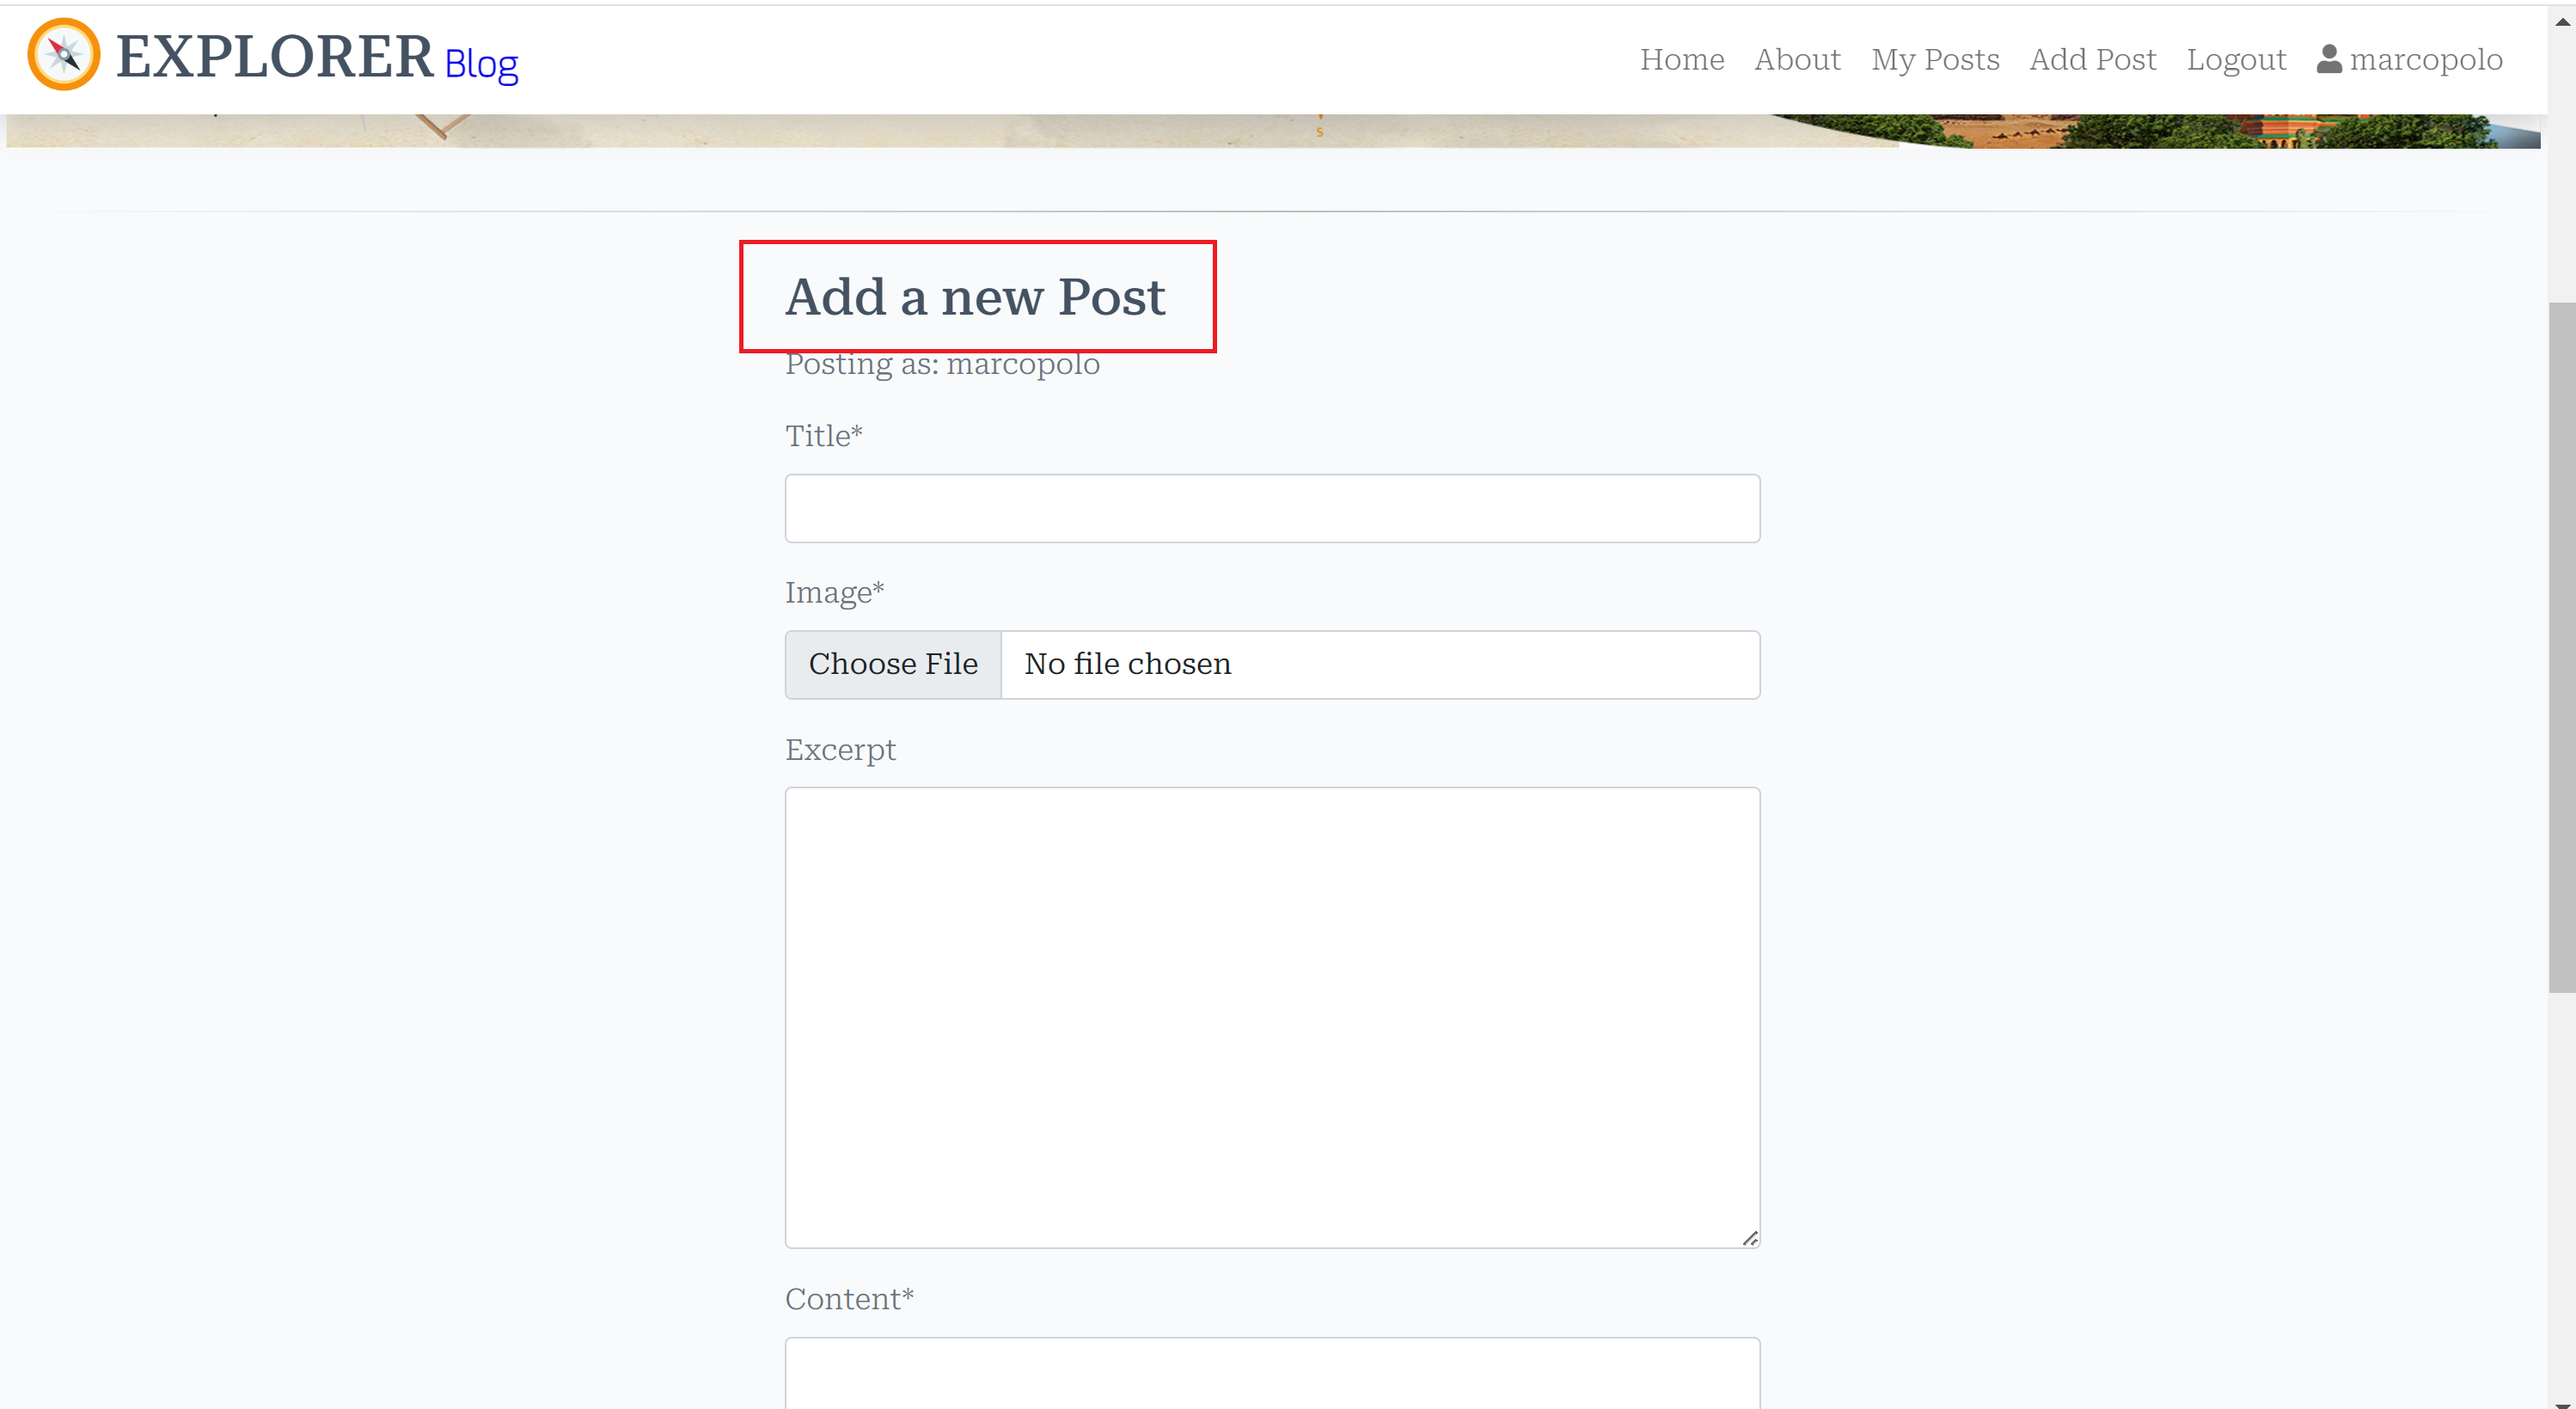 EXPLORER Blog
Home About My Posts Add Post Logout marcopolo
S
Add a new Post
Posting as: marcopolo
Title*
Image*
Choose File No file chosen
Excerpt
Content*